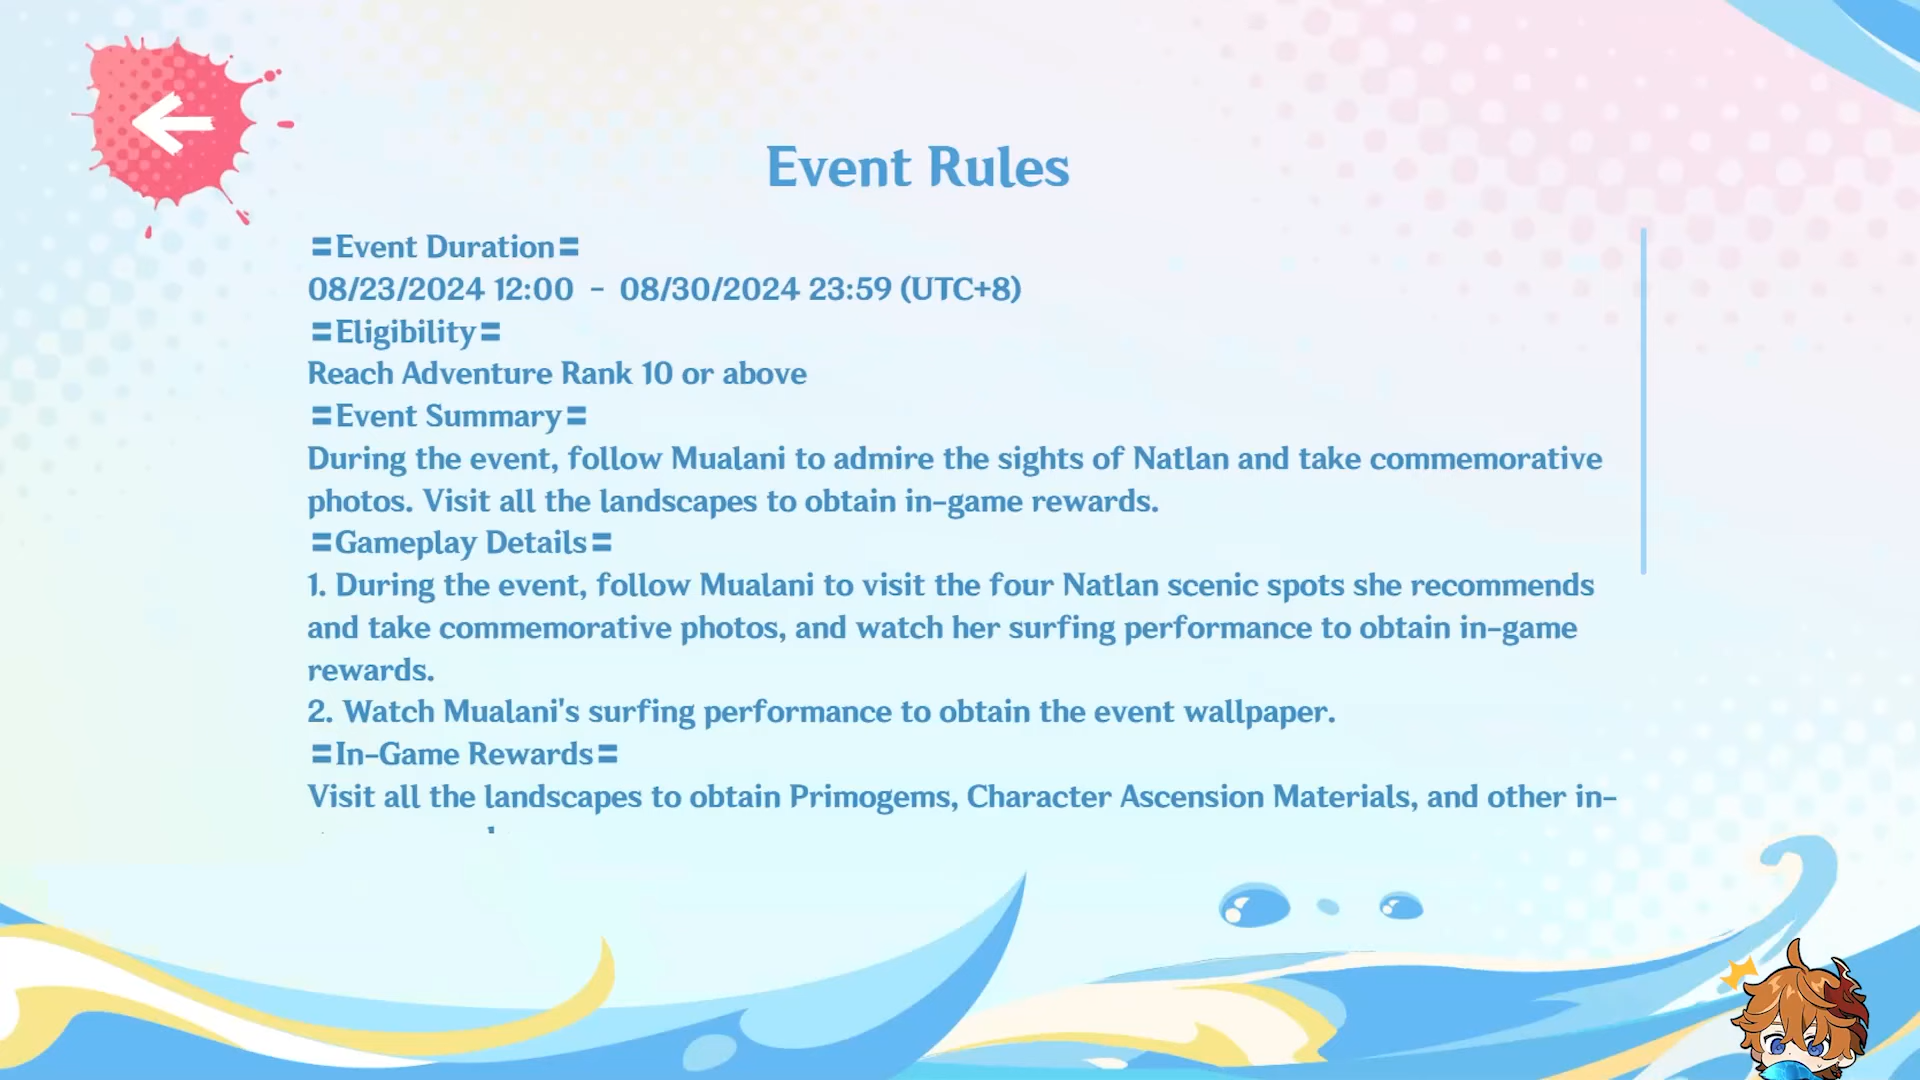 Event Rules
〓Event Duration〓
08/23/2024 12:00 – 08/30/2024 23:59 (UTC+8)
〓Eligibility〓
Reach Adventure Rank 10 or above
〓Event Summary〓
During the event, follow Mualani to admire the sights of Natlan and take commemorative
photos. Visit all the landscapes to obtain in-game rewards.
〓Gameplay Details〓
1. During the event, follow Mualani to visit the four Natlan scenic spots she recommends
and take commemorative photos, and watch her surfing performance to obtain in-game
rewards.
2. Watch Mualani's surfing performance to obtain the event wallpaper.
〓In-Game Rewards〓
Visit all the landscapes to obtain Primogems, Character Ascension Materials, and other in-